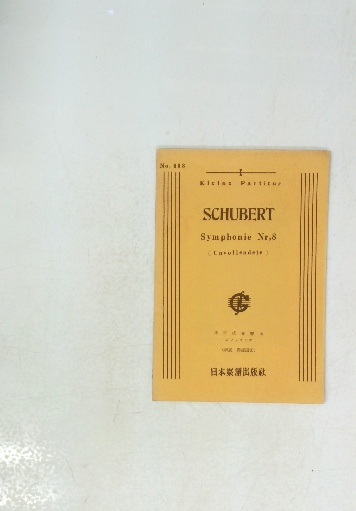 I
Kleine Partitur
SCHUBERT
Symphonie Nr.8
( Unvollendete )
日本楽譜出版社